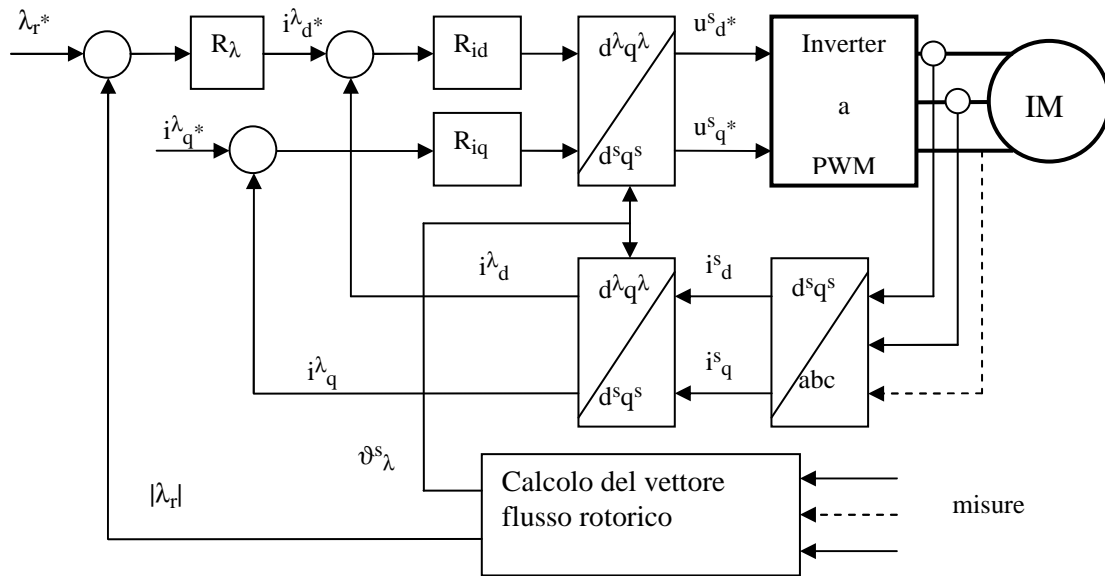 λr*
Rλ
iλd*
Rid
dλqλ
dsqs
usd*
usq*
Inverter
a
PWM
IM
iλq*
Riq
iλd
iλq
dλqλ
dsqs
isd
isq
dsqs
abc
ϑsλ
|λr|
Calcolo del vettore
flusso rotorico
misure